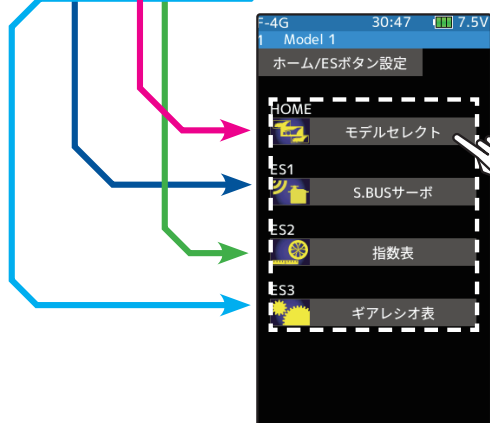 F-4G 30:47 7.5V
1 Model 1
ホーム/ESボタン設定
HOME
モデルセレクト
ES1
S.BUSサーボ
ES2
指数表
ES3
ギアレシオ表